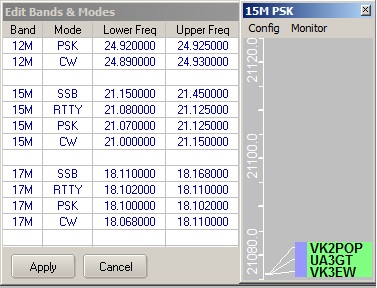 Edit Bands & Modes
Band Mode Lower Freq Upper Freq
12M PSK 24.920000 24.925000
12M CW 24.890000 24.930000
15M SSB 21.150000 21.450000
15M RTTY 21.080000 21.125000
15M PSK 21.070000 21.125000
15M CW 21.000000 21.150000
17M SSB 18.110000 18.168000
17M RTTY 18.102000 18.110000
17M PSK 18.100000 18.102000
17M CW 18.068000 18.110000
Apply Cancel
15M PSK
Config Monitor
21120.0
21100.0
21080.0
VK2POP
UA3GT
VK3EW